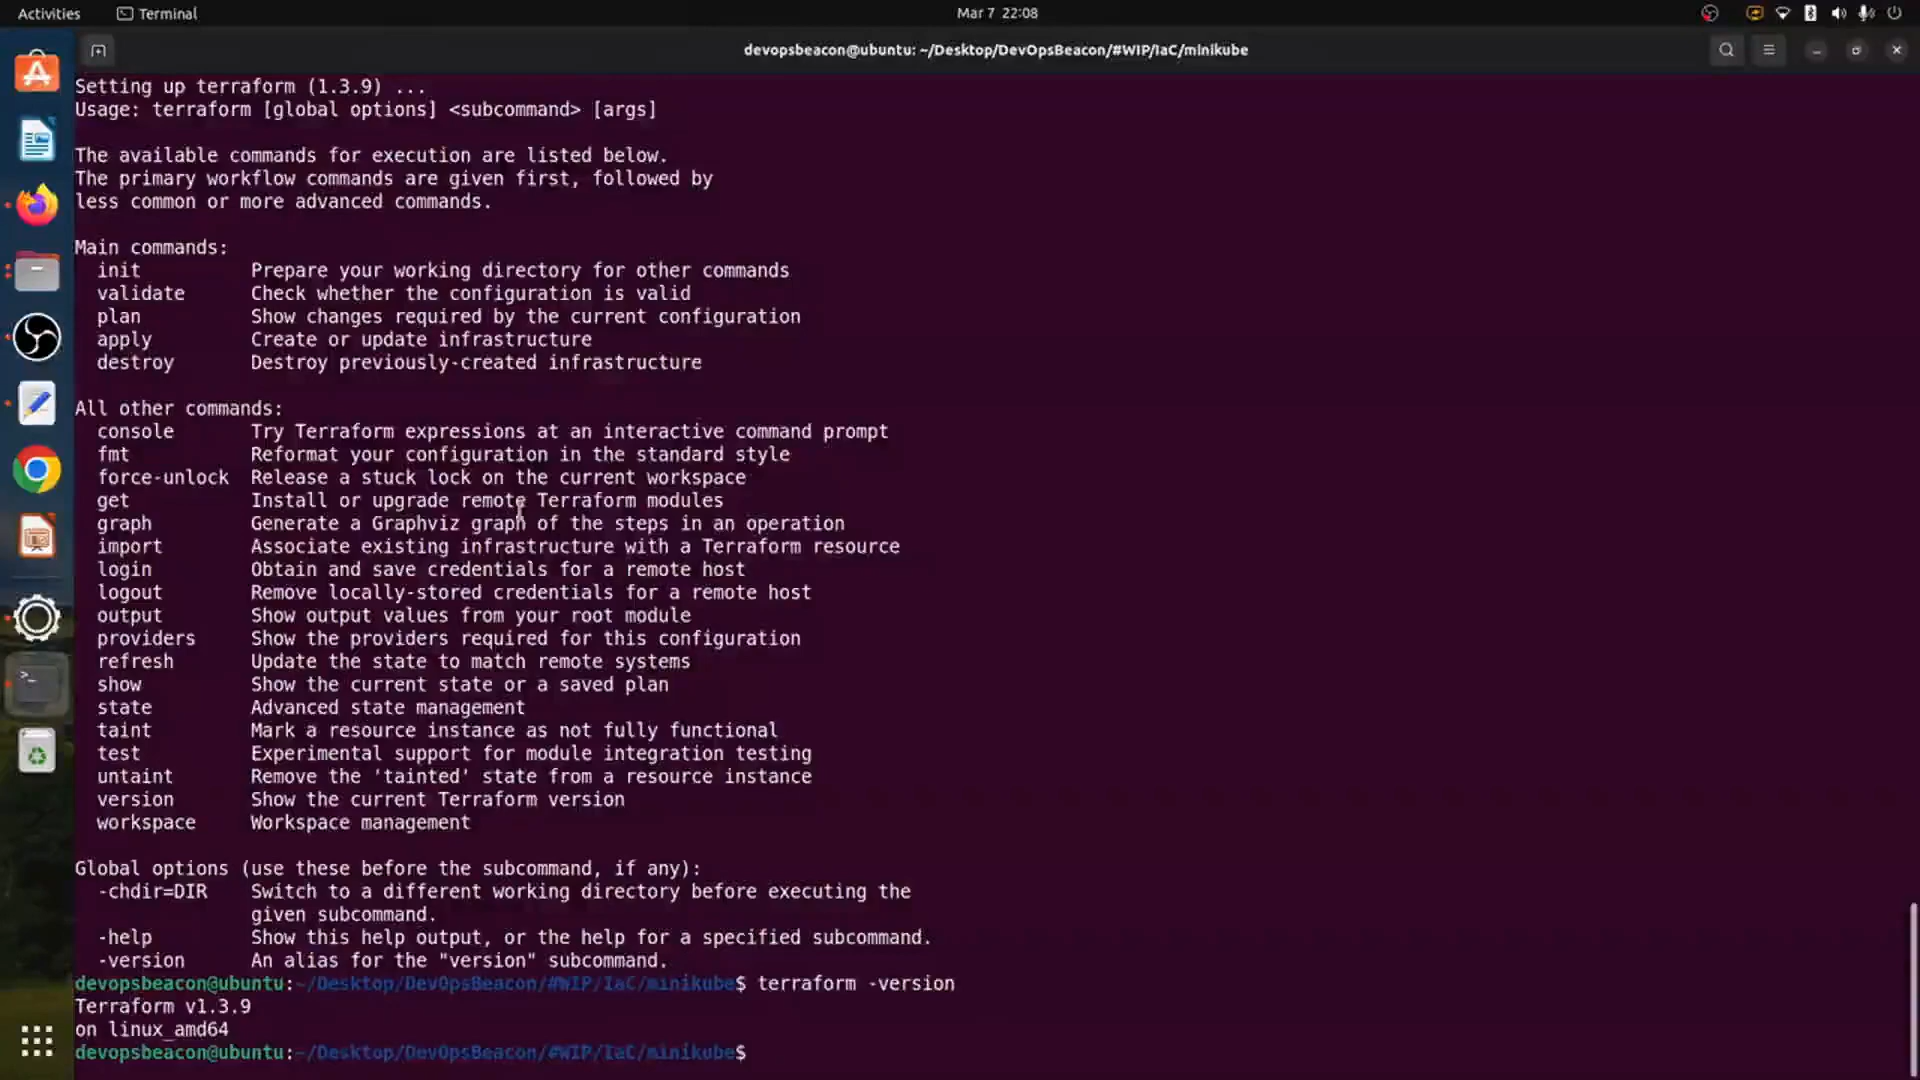 Activities Terminal Mar 7 22:08
devopsbeacon@ubuntu: ~/Desktop/DevOpsBeacon/#WIP/IaC/minikube
Setting up terraform (1.3.9) ...
Usage: terraform [global options] <subcommand> [args]
The available commands for execution are listed below.
The primary workflow commands are given first, followed by
less common or more advanced commands.
Main commands:
init Prepare your working directory for other commands
validate Check whether the configuration is valid
plan Show changes required by the current configuration
apply Create or update infrastructure
destroy Destroy previously-created infrastructure
All other commands:
console Try Terraform expressions at an interactive command prompt
fmt Reformat your configuration in the standard style
force-unlock Release a stuck lock on the current workspace
get Install or upgrade remote Terraform modules
graph Generate a Graphviz graph of the steps in an operation
import Associate existing infrastructure with a Terraform resource
login Obtain and save credentials for a remote host
logout Remove locally-stored credentials for a remote host
output Show output values from your root module
providers Show the providers required for this configuration
refresh Update the state to match remote systems
show Show the current state or a saved plan
state Advanced state management
taint Mark a resource instance as not fully functional
test Experimental support for module integration testing
untaint Remove the 'tainted' state from a resource instance
version Show the current Terraform version
workspace Workspace management
Global options (use these before the subcommand, if any):
-chdir=DIR Switch to a different working directory before executing the
given subcommand.
-help Show this help output, or the help for a specified subcommand.
-version An alias for the "version" subcommand.
devopsbeacon@ubuntu:~/Desktop/DevOpsBeacon/#WIP/IaC/minikube$ terraform -version
Terraform v1.3.9
on linux_amd64
devopsbeacon@ubuntu:~/Desktop/DevOpsBeacon/#WIP/IaC/minikube$